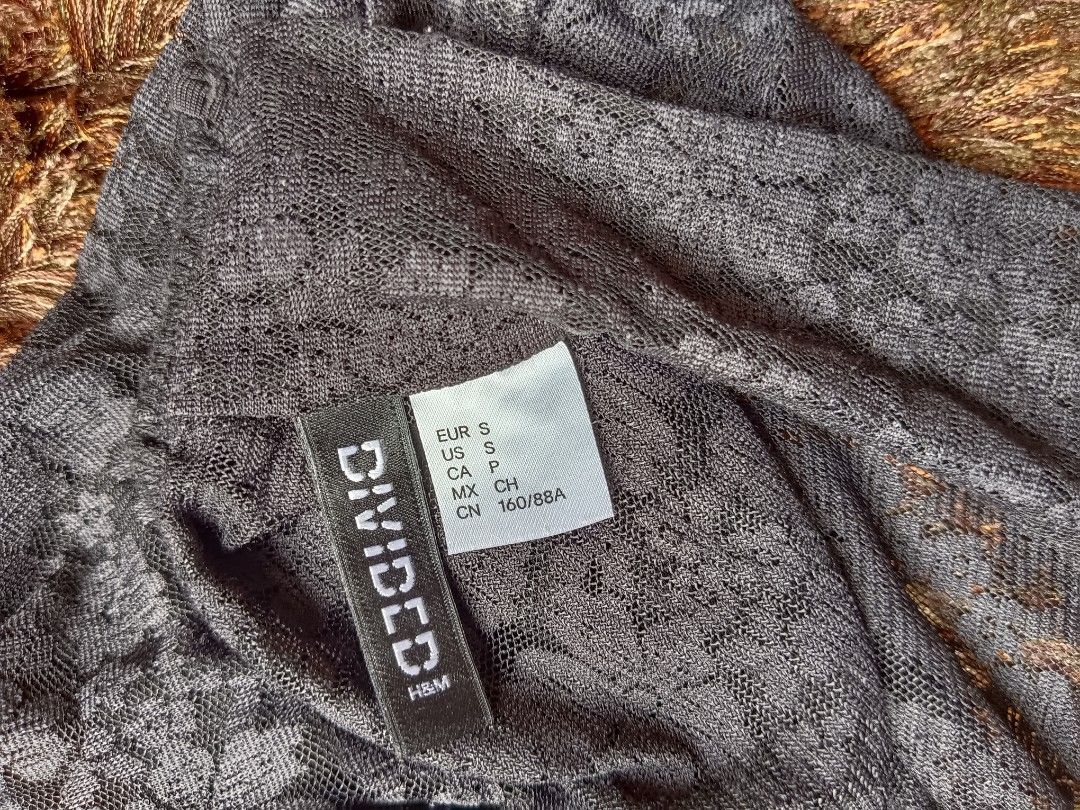 DIVIDED
H&M
EUR S
US S
CA P
MX CH
CN 160/88A